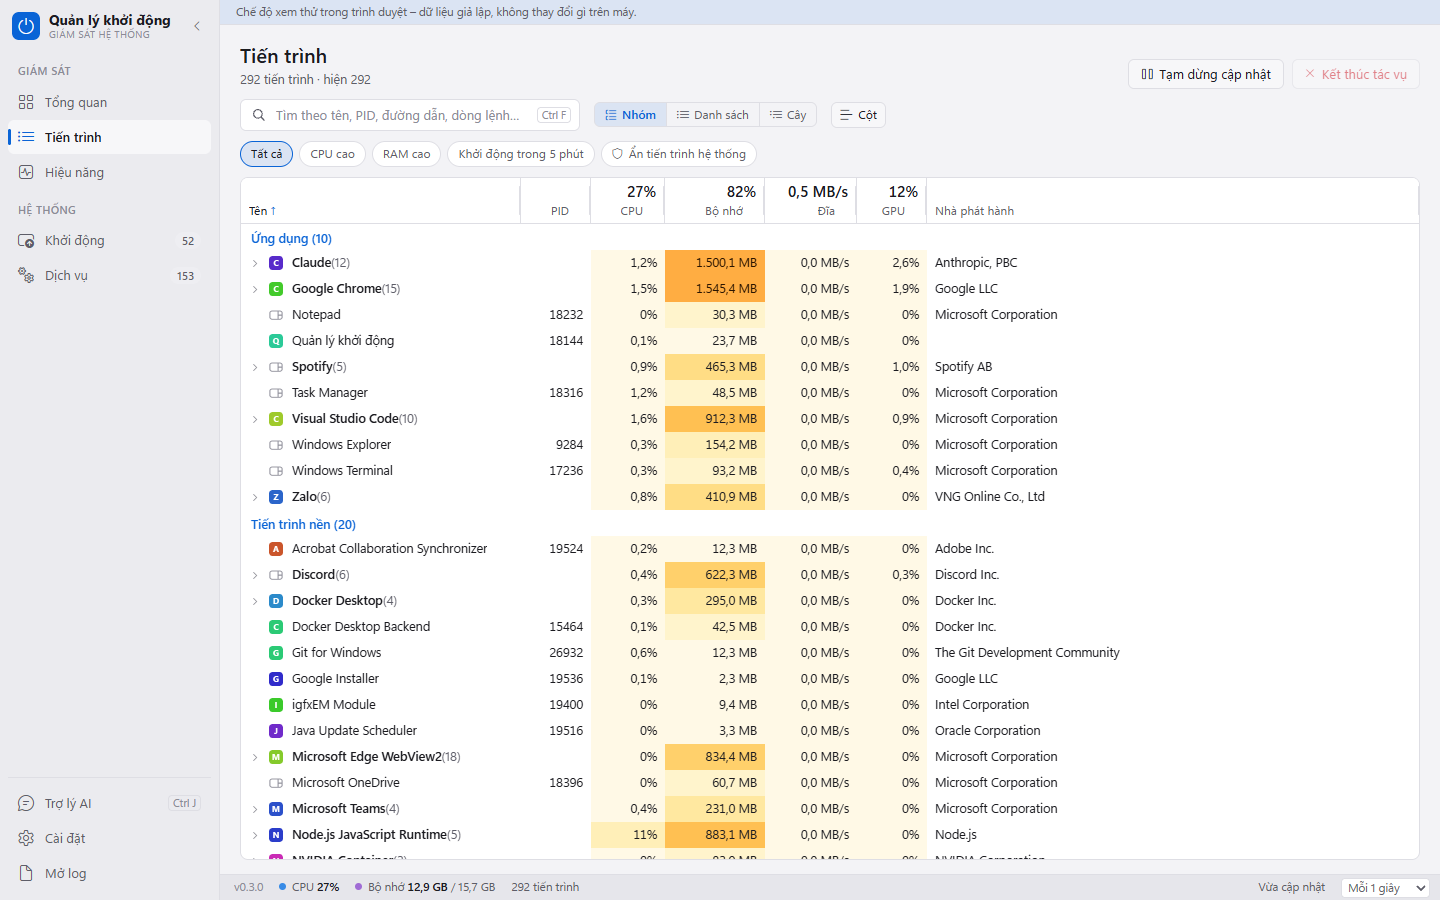 Quản lý khởi động
GIÁM SÁT HỆ THỐNG
GIÁM SÁT
Tổng quan
Tiến trình
Hiệu năng
HỆ THỐNG
Khởi động 52
Dịch vụ 153
Trợ lý AI Ctrl J
Cài đặt
Mở log
Chế độ xem thử trong trình duyệt – dữ liệu giả lập, không thay đổi gì trên máy.
Tiến trình
292 tiến trình · hiện 292
Tạm dừng cập nhật
Kết thúc tác vụ
Tìm theo tên, PID, đường dẫn, dòng lệnh... Ctrl F
Nhóm Danh sách Cây Cột
Tất cả CPU cao RAM cao Khởi động trong 5 phút Ẩn tiến trình hệ thống
27% 82% 0,5 MB/s 12%
Tên ↑ PID CPU Bộ nhớ Đĩa GPU Nhà phát hành
Ứng dụng (10)
C Claude(12) 1,2% 1.500,1 MB 0,0 MB/s 2,6% Anthropic, PBC
C Google Chrome(15) 1,5% 1.545,4 MB 0,0 MB/s 1,9% Google LLC
Notepad 18232 0% 30,3 MB 0,0 MB/s 0% Microsoft Corporation
Q Quản lý khởi động 18144 0,1% 23,7 MB 0,0 MB/s 0%
Spotify(5) 0,9% 465,3 MB 0,0 MB/s 1,0% Spotify AB
Task Manager 18316 1,2% 48,5 MB 0,0 MB/s 0% Microsoft Corporation
C Visual Studio Code(10) 1,6% 912,3 MB 0,0 MB/s 0,9% Microsoft Corporation
Windows Explorer 9284 0,3% 154,2 MB 0,0 MB/s 0% Microsoft Corporation
Windows Terminal 17236 0,3% 93,2 MB 0,0 MB/s 0,4% Microsoft Corporation
Z Zalo(6) 0,8% 410,9 MB 0,0 MB/s 0% VNG Online Co., Ltd
Tiến trình nền (20)
A Acrobat Collaboration Synchronizer 19524 0,2% 12,3 MB 0,0 MB/s 0% Adobe Inc.
Discord(6) 0,4% 622,3 MB 0,0 MB/s 0,3% Discord Inc.
D Docker Desktop(4) 0,3% 295,0 MB 0,0 MB/s 0% Docker Inc.
C Docker Desktop Backend 15464 0,1% 42,5 MB 0,0 MB/s 0% Docker Inc.
G Git for Windows 26932 0,6% 12,3 MB 0,0 MB/s 0% The Git Development Community
G Google Installer 19536 0,1% 2,3 MB 0,0 MB/s 0% Google LLC
I igfxEM Module 19400 0% 9,4 MB 0,0 MB/s 0% Intel Corporation
J Java Update Scheduler 19516 0% 3,3 MB 0,0 MB/s 0% Oracle Corporation
M Microsoft Edge WebView2(18) 0% 834,4 MB 0,0 MB/s 0% Microsoft Corporation
Microsoft OneDrive 18396 0% 60,7 MB 0,0 MB/s 0% Microsoft Corporation
M Microsoft Teams(4) 0,4% 231,0 MB 0,0 MB/s 0% Microsoft Corporation
N Node.js JavaScript Runtime(5) 11% 883,1 MB 0,0 MB/s 0% Node.js
NVIDIA Container 0% 0,0 MB/s 0% NVIDIA Corporation
v0.3.0 CPU 27% Bộ nhớ 12,9 GB / 15,7 GB 292 tiến trình Vừa cập nhật Mỗi 1 giây